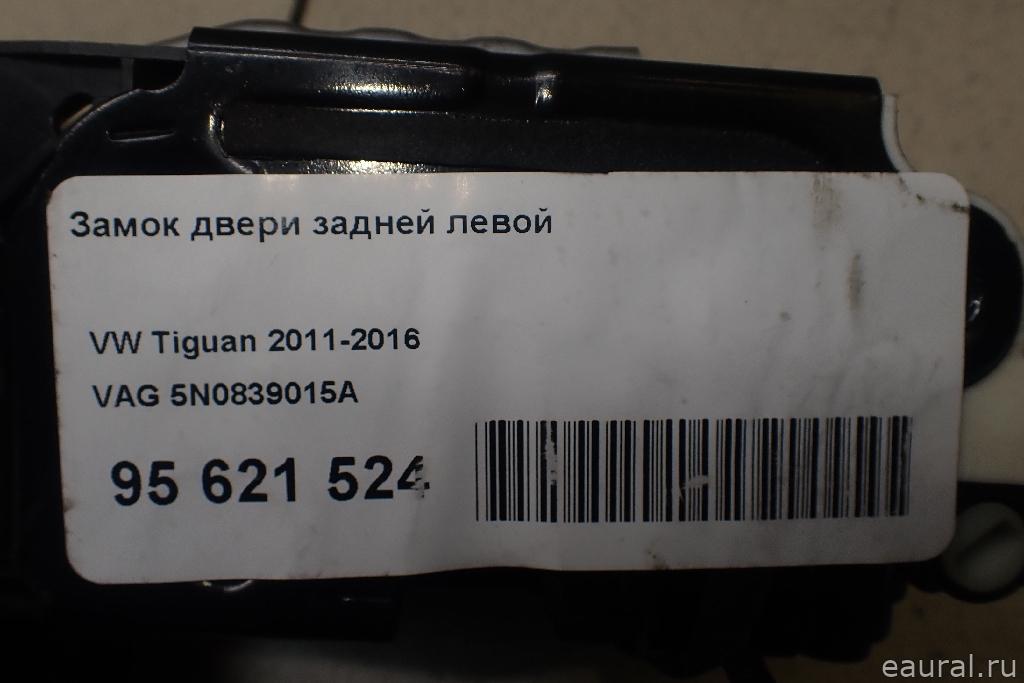 Замок двери задней левой
VW Tiguan 2011-2016
VAG 5N0839015A
95 621 524
eaural.ru